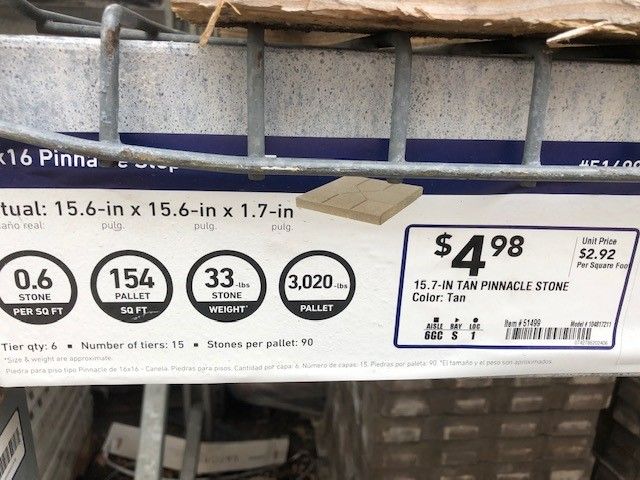 x16 Pinna
tual: 15.6-in x 15.6-in x 1.7-in
año real: pulg. pulg. pulg.
0.6
STONE
PER SQ FT
154
PALLET
SQ FT
33-lbs
STONE
WEIGHT*
3,020-lbs
PALLET
Tier qty: 6 ▪ Number of tiers: 15 ▪ Stones per pallet: 90
*Size & weight are approximate.
Piedra para piso tipo Pinnacle de 16x16 - Canela. Piedras para pisos. Cantidad por capa: 6. Número de capas: 15. Piedras por paleta: 90. *El tamaño y el peso son aproximados.
$4.98
Unit Price
$2.92
Per Square Foo
15.7-IN TAN PINNACLE STONE
Color: Tan
AISLE BAY LOC
6GC S 1
Item #51499
Model # 104817211